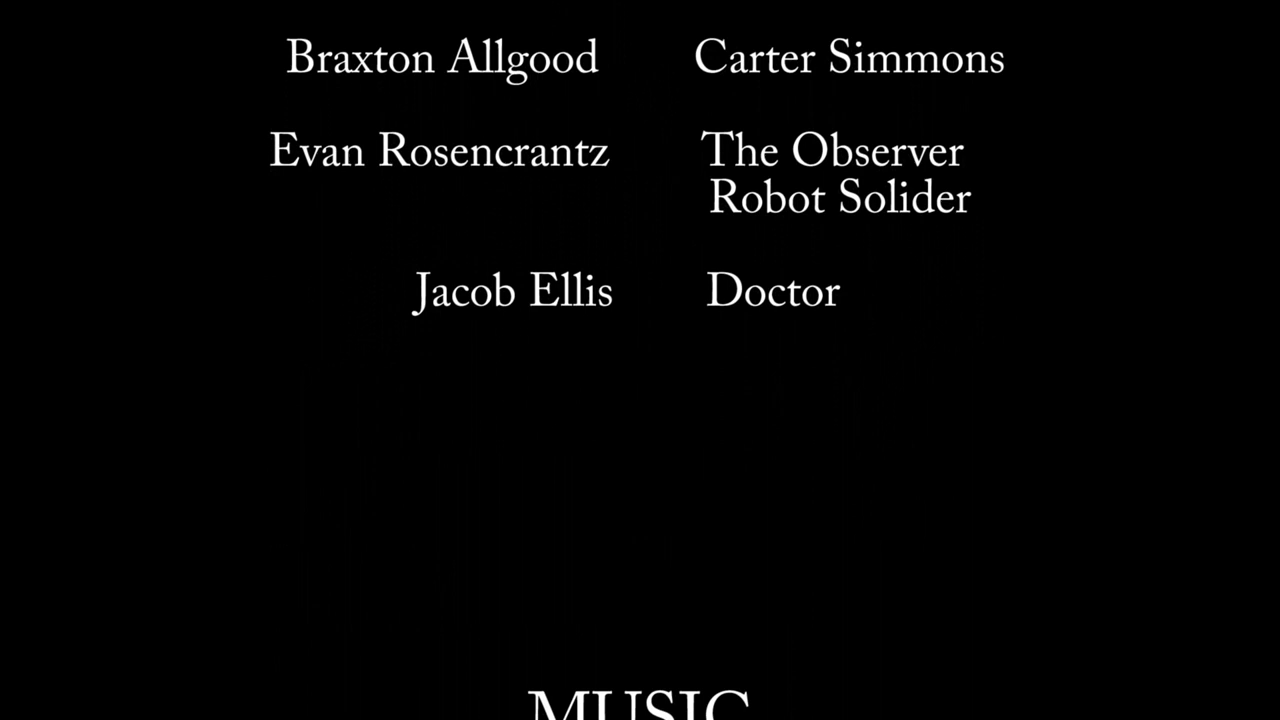 Braxton Allgood Carter Simmons
Evan Rosencrantz The Observer
Robot Solider
Jacob Ellis Doctor
MUSIC